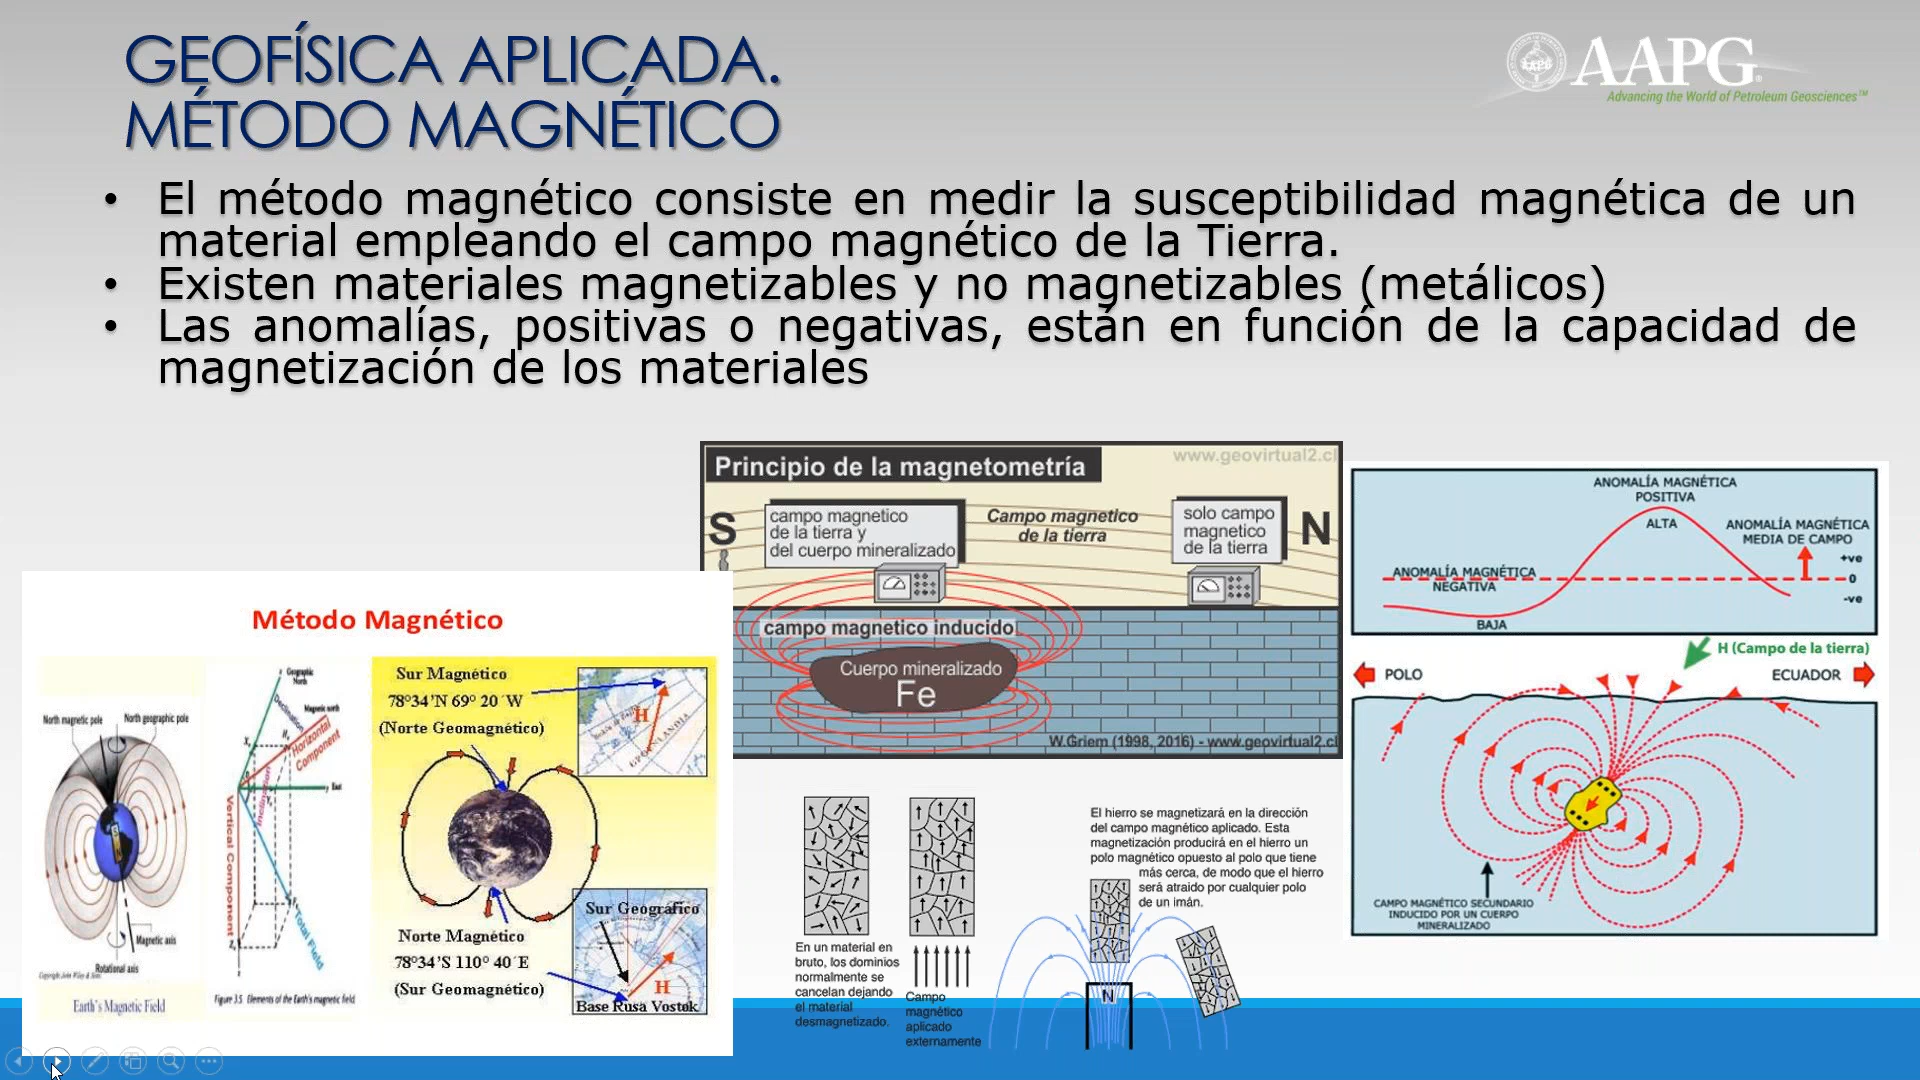 GEOFÍSICA APLICADA.
MÉTODO MAGNÉTICO
AAPG
Advancing the World of Petroleum Geosciences™
• El método magnético consiste en medir la susceptibilidad magnética de un
material empleando el campo magnético de la Tierra.
• Existen materiales magnetizables y no magnetizables (metálicos)
• Las anomalías, positivas o negativas, están en función de la capacidad de
magnetización de los materiales
Principio de la magnetometría
www.geovirtual2.cl
S
campo magnetico
de la tierra y
del cuerpo mineralizado
Campo magnetico
de la tierra
solo campo
magnetico
de la tierra
N
campo magnetico inducido
Cuerpo mineralizado
Fe
W.Griem (1998, 2016) - www.geovirtual2.cl
ANOMALÍA MAGNÉTICA
POSITIVA
ALTA
ANOMALÍA MAGNÉTICA
MEDIA DE CAMPO
+ve
0
-ve
ANOMALÍA MAGNÉTICA
NEGATIVA
BAJA
H (Campo de la tierra)
POLO
ECUADOR
CAMPO MAGNÉTICO SECUNDARIO
INDUCIDO POR UN CUERPO
MINERALIZADO
Método Magnético
North magnetic pole
North geographic pole
Magnetic axis
Rotational axis
Earth's Magnetic Field
Geographic
North
Declination
Magnetic north
Horizontal
Component
East
Inclination
Vertical Component
Total Field
Figure 3.5 Elements of the Earth's magnetic field.
Sur Magnético
78º34'N 69º 20´W
(Norte Geomagnético)
H
Norte Magnético
78º34'S 110º 40´E
(Sur Geomagnético)
Sur Geográfico
H
Base Rusa Vostok
En un material en
bruto, los dominios
normalmente se
cancelan dejando
el material
desmagnetizado.
Campo
magnético
aplicado
externamente
El hierro se magnetizará en la dirección
del campo magnético aplicado. Esta
magnetización producirá en el hierro un
polo magnético opuesto al polo que tiene
más cerca, de modo que el hierro
será atraido por cualquier polo
de un imán.
N